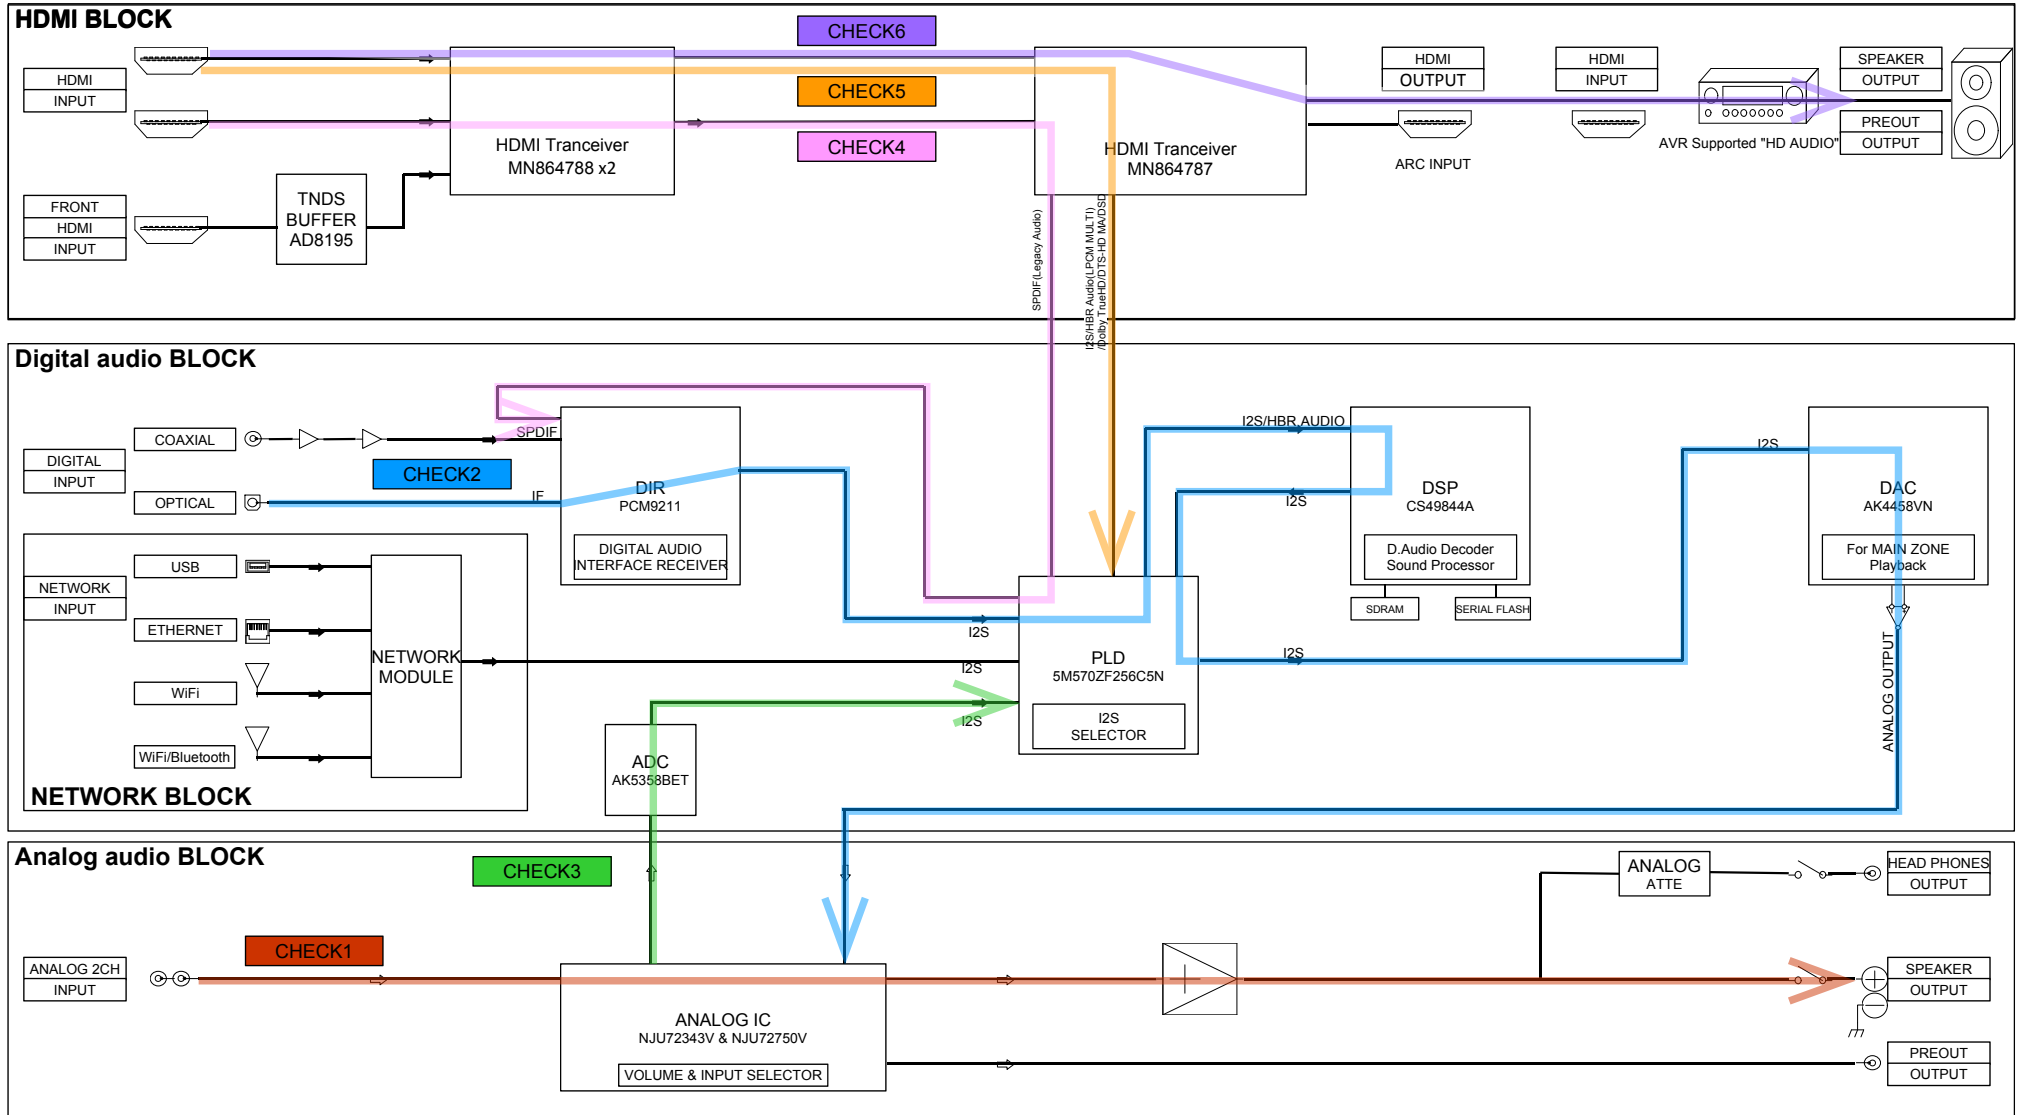 HDMI BLOCK
CHECK6
HDMI
INPUT
CHECK5
CHECK4
HDMI Tranceiver
MN864788 x2
HDMI Tranceiver
MN864787
HDMI
OUTPUT
ARC INPUT
HDMI
INPUT
AVR Supported "HD AUDIO"
SPEAKER
OUTPUT
PREOUT
OUTPUT
FRONT
HDMI
INPUT
TNDS
BUFFER
AD8195
SPDIF(Legacy Audio)
I2S/HBR Audio(LPCM MULTI)
/Dolby TrueHD/DTS-HD MA/DSD
Digital audio BLOCK
DIGITAL
INPUT
COAXIAL
OPTICAL
CHECK2
SPDIF
IF
DIR
PCM9211
DIGITAL AUDIO
INTERFACE RECEIVER
I2S/HBR AUDIO
I2S
DSP
CS49844A
D.Audio Decoder
Sound Processor
SDRAM
SERIAL FLASH
I2S
DAC
AK4458VN
For MAIN ZONE
Playback
ANALOG OUTPUT
NETWORK
INPUT
USB
ETHERNET
WiFi
WiFi/Bluetooth
NETWORK
MODULE
NETWORK BLOCK
I2S
I2S
I2S
PLD
5M570ZF256C5N
I2S
SELECTOR
I2S
ADC
AK5358BET
Analog audio BLOCK
CHECK3
CHECK1
ANALOG 2CH
INPUT
ANALOG IC
NJU72343V & NJU72750V
VOLUME & INPUT SELECTOR
ANALOG
ATTE
HEAD PHONES
OUTPUT
SPEAKER
OUTPUT
PREOUT
OUTPUT